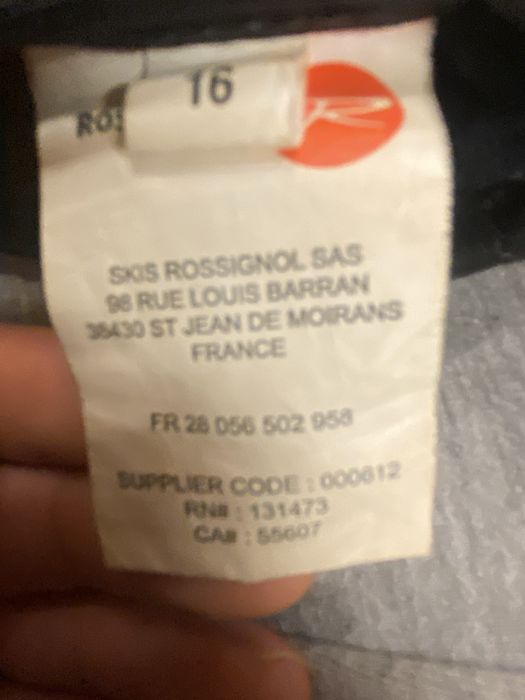 16
ROS
R
SKIS ROSSIGNOL SAS
98 RUE LOUIS BARRAN
38430 ST JEAN DE MOIRANS
FRANCE
FR 28 056 502 958
SUPPLIER CODE : 000612
RN# : 131473
CA# : 55607